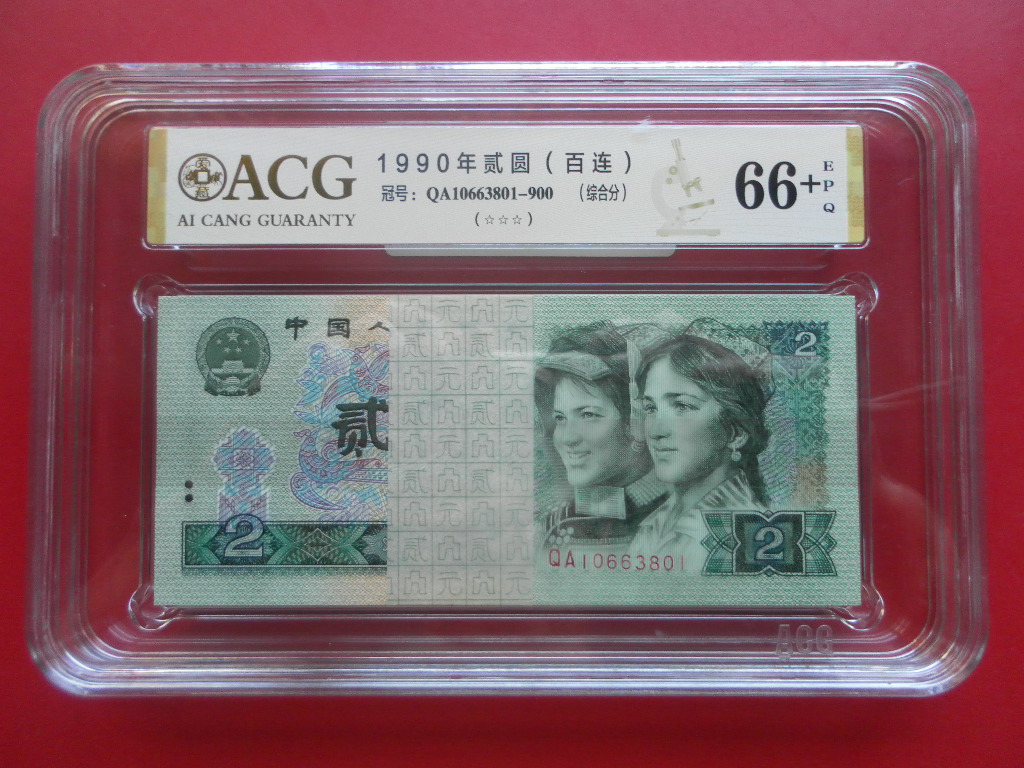 ACG
AI CANG GUARANTY
1990年贰圆（百连）
冠号：QA10663801-900 （综合分）
（☆☆☆）
66+
EPQ
中国人
贰
2
2
2
QA10663801
ACG